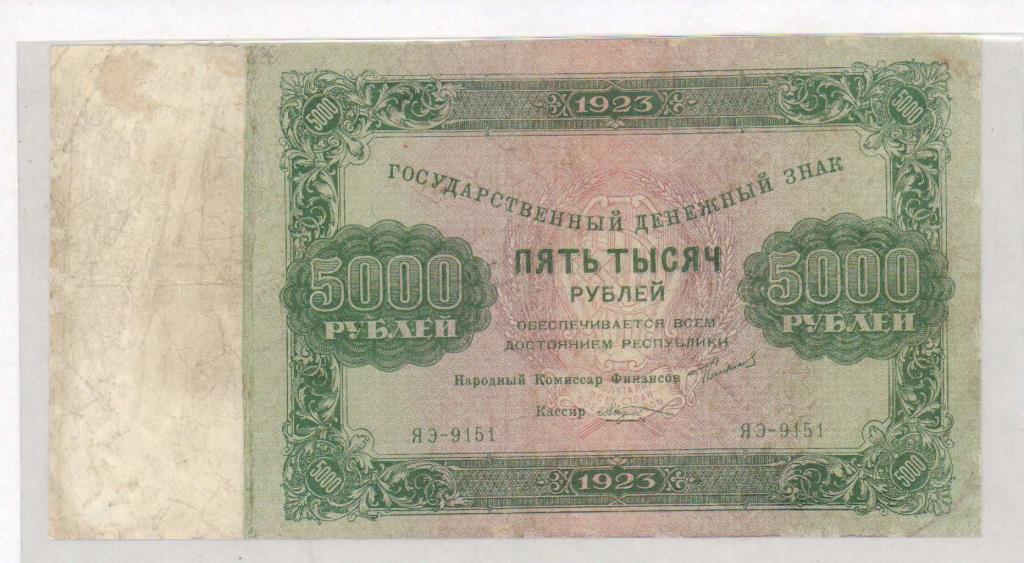 5000 1923 5000
ГОСУДАРСТВЕННЫЙ ДЕНЕЖНЫЙ ЗНАК
ПЯТЬ ТЫСЯЧ
РУБЛЕЙ
5000
РУБЛЕЙ
5000
РУБЛЕЙ
ОБЕСПЕЧИВАЕТСЯ ВСЕМ
ДОСТОЯНИЕМ РЕСПУБЛИКИ
Народный Комиссар Финансов
Кассир
ЯЭ-9151 ЯЭ-9151
5000 1923 5000